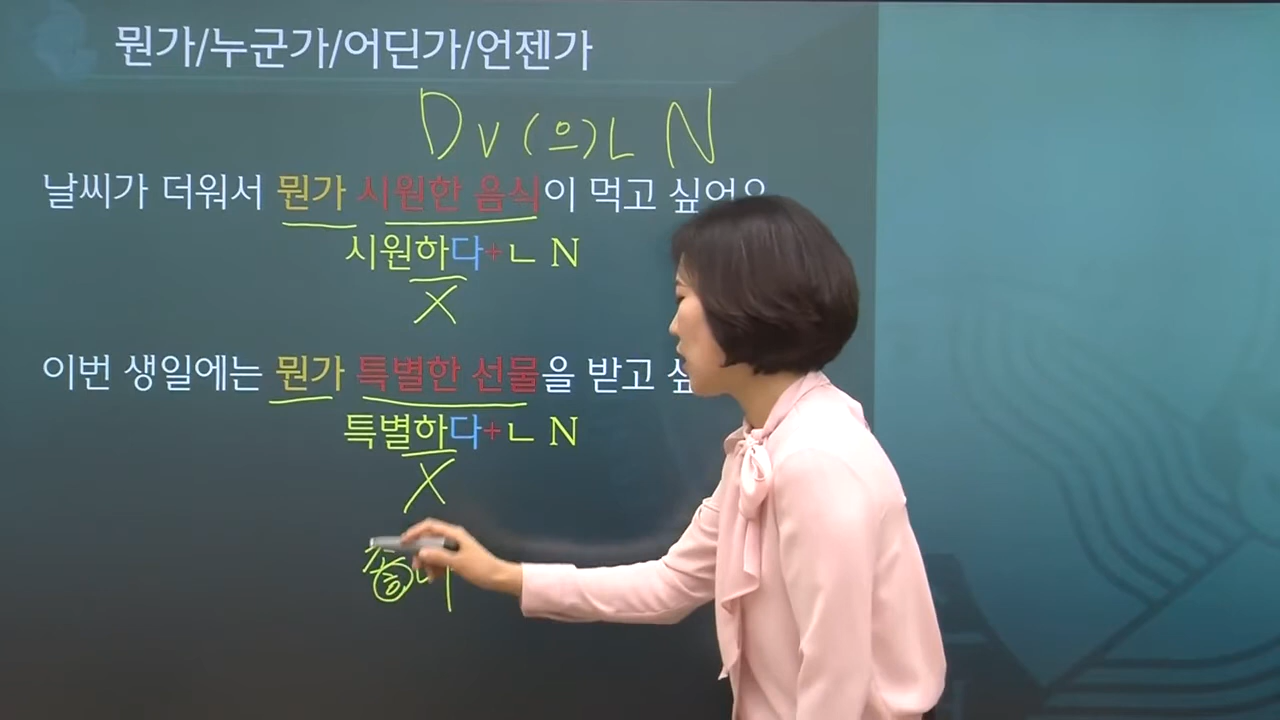 뭔가/누군가/어딘가/언젠가
DV (으)ㄴ N
날씨가 더워서 뭔가 시원한 음식이 먹고 싶어요
시원하다+ㄴ N
X
이번 생일에는 뭔가 특별한 선물을 받고
특별하다+ㄴ N
X